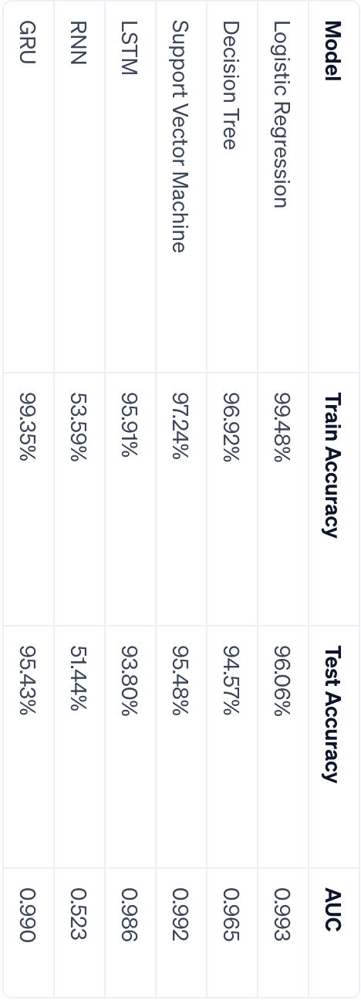 Model Train Accuracy Test Accuracy AUC
Logistic Regression 99.48% 96.06% 0.993
Decision Tree 96.92% 94.57% 0.965
Support Vector Machine 97.24% 95.48% 0.992
LSTM 95.91% 93.80% 0.986
RNN 53.59% 51.44% 0.523
GRU 99.35% 95.43% 0.990